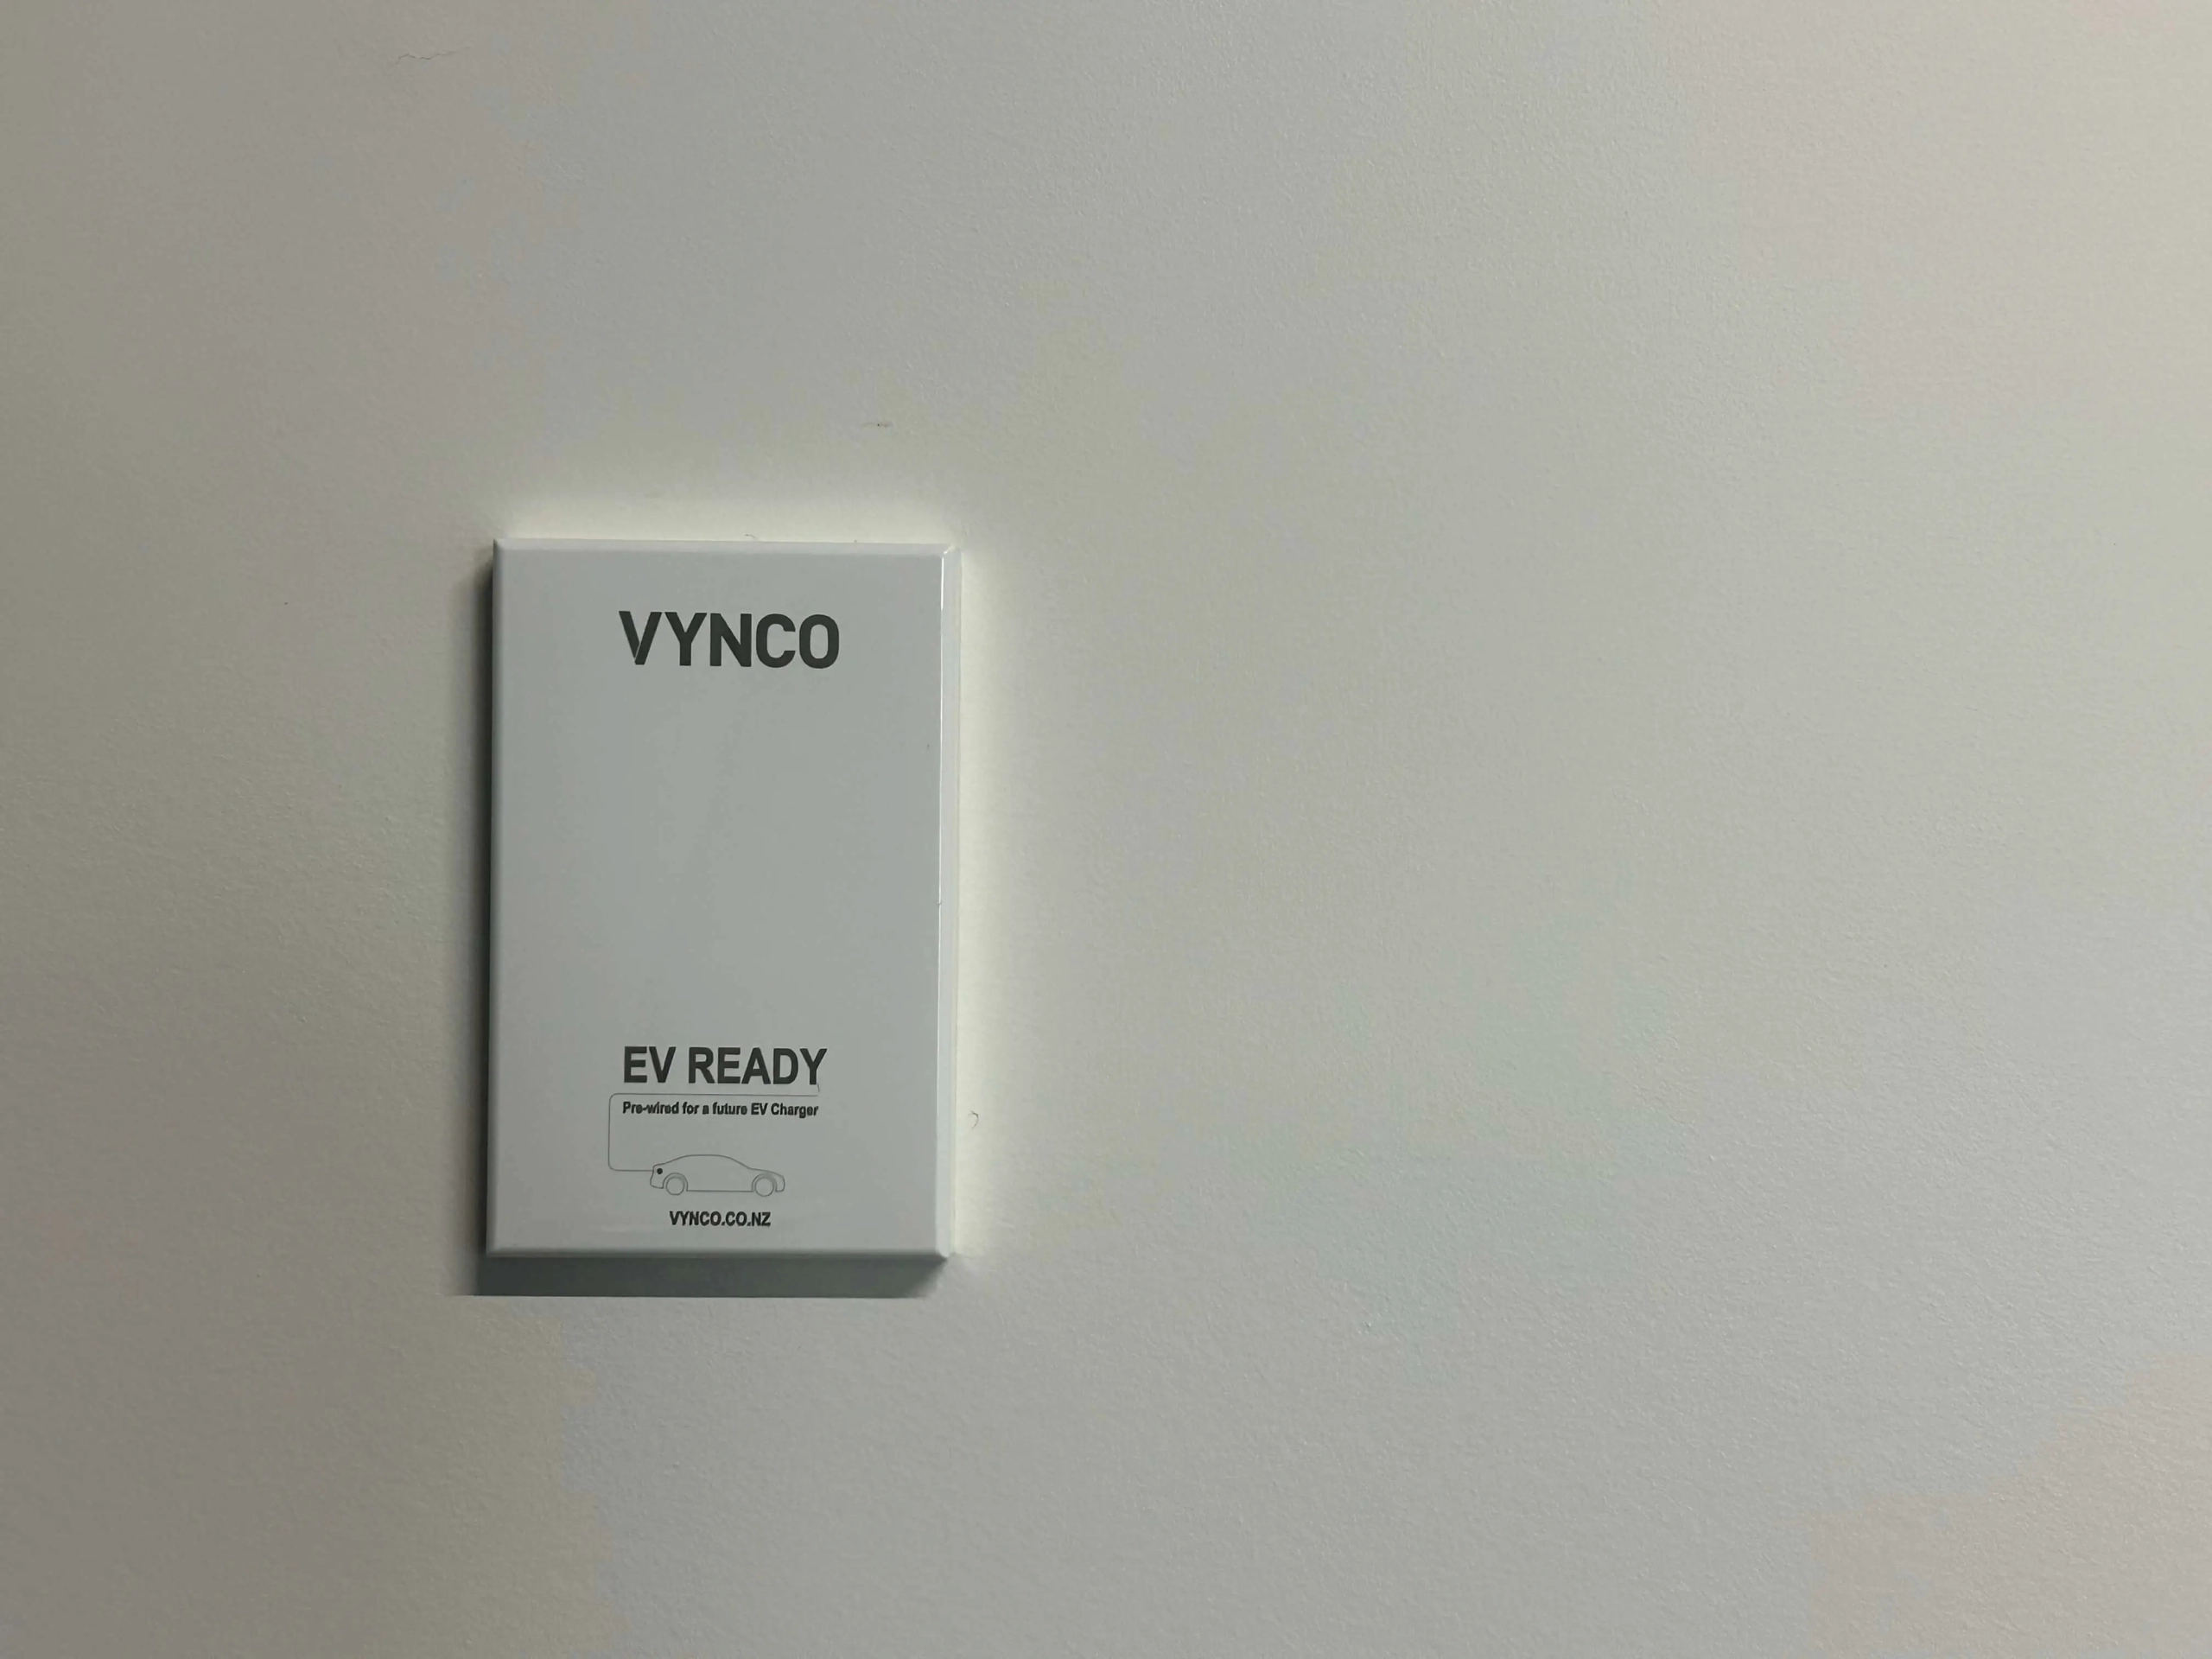 VYNCO
EV READY
Pre-wired for a future EV Charger
VYNCO.CO.NZ